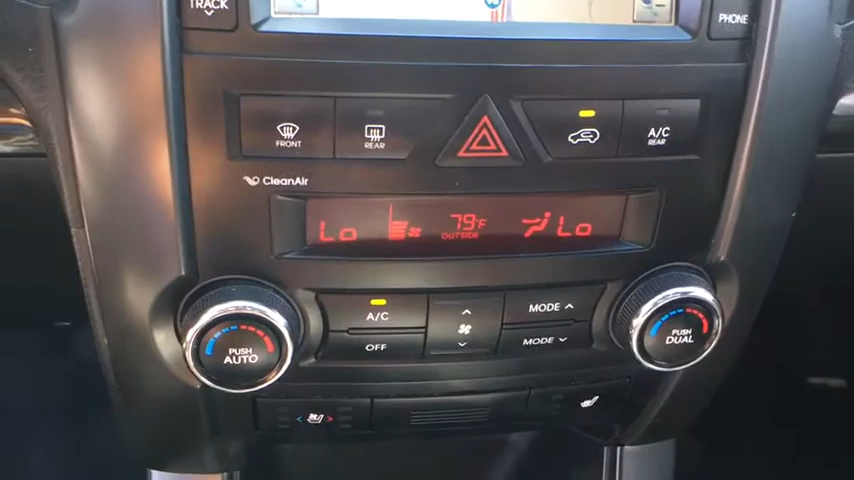 TRACK
PHONE
FRONT
REAR
A/C
REAR
CleanAir
Lo
79°F
OUTSIDE
Lo
A/C
MODE
OFF
MODE
PUSH
AUTO
PUSH
DUAL